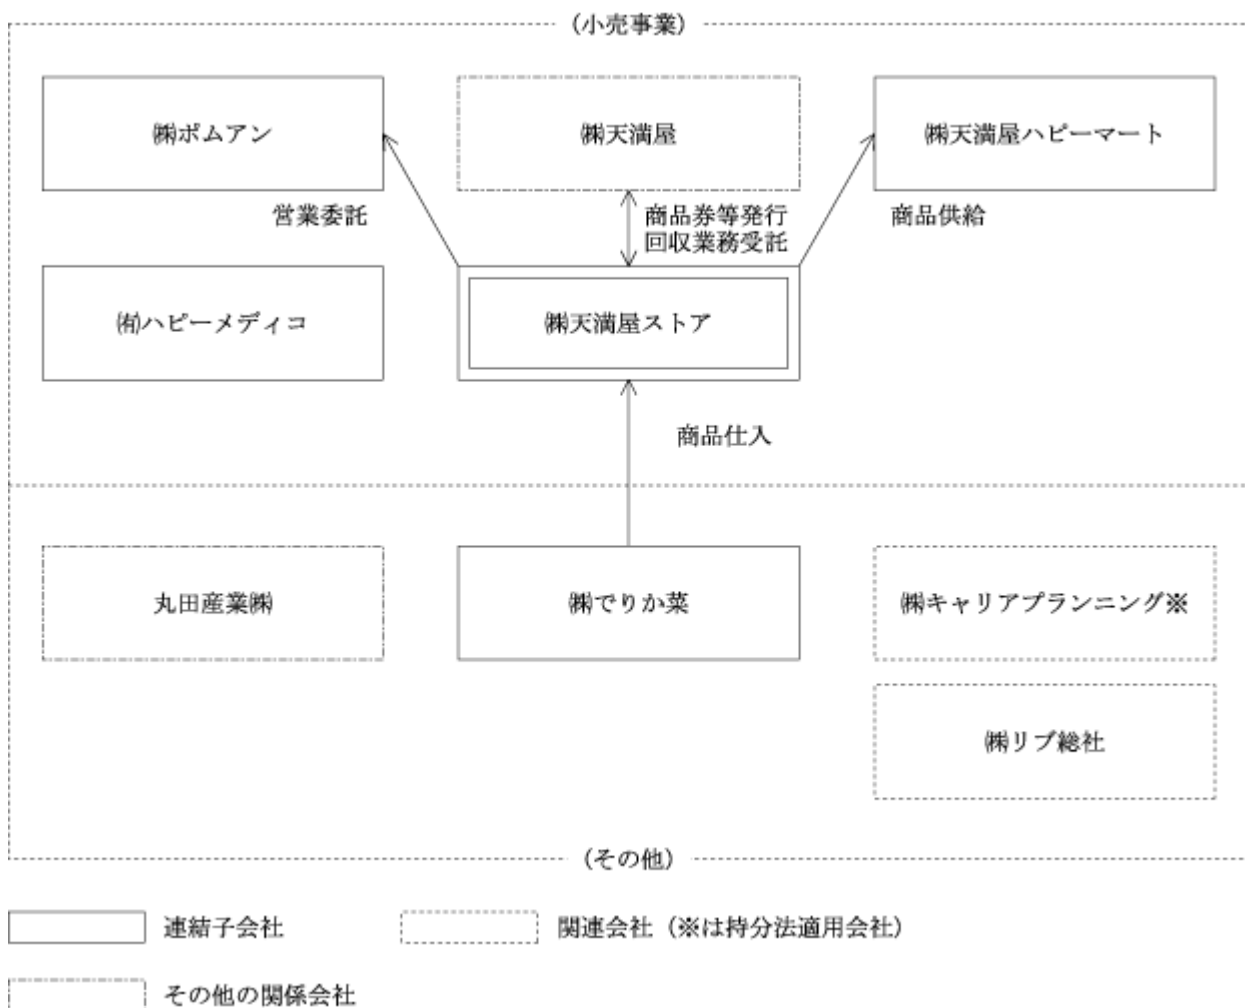 (小売事業)
㈱ポムアン
㈱天満屋
㈱天満屋ハピーマート
営業委託
商品券等発行
回収業務受託
商品供給
㈲ハピーメディコ
㈱天満屋ストア
商品仕入
丸田産業㈱
㈱でりか菜
㈱キャリアプランニング※
㈱リブ総社
(その他)
連結子会社
関連会社(※は持分法適用会社)
その他の関係会社